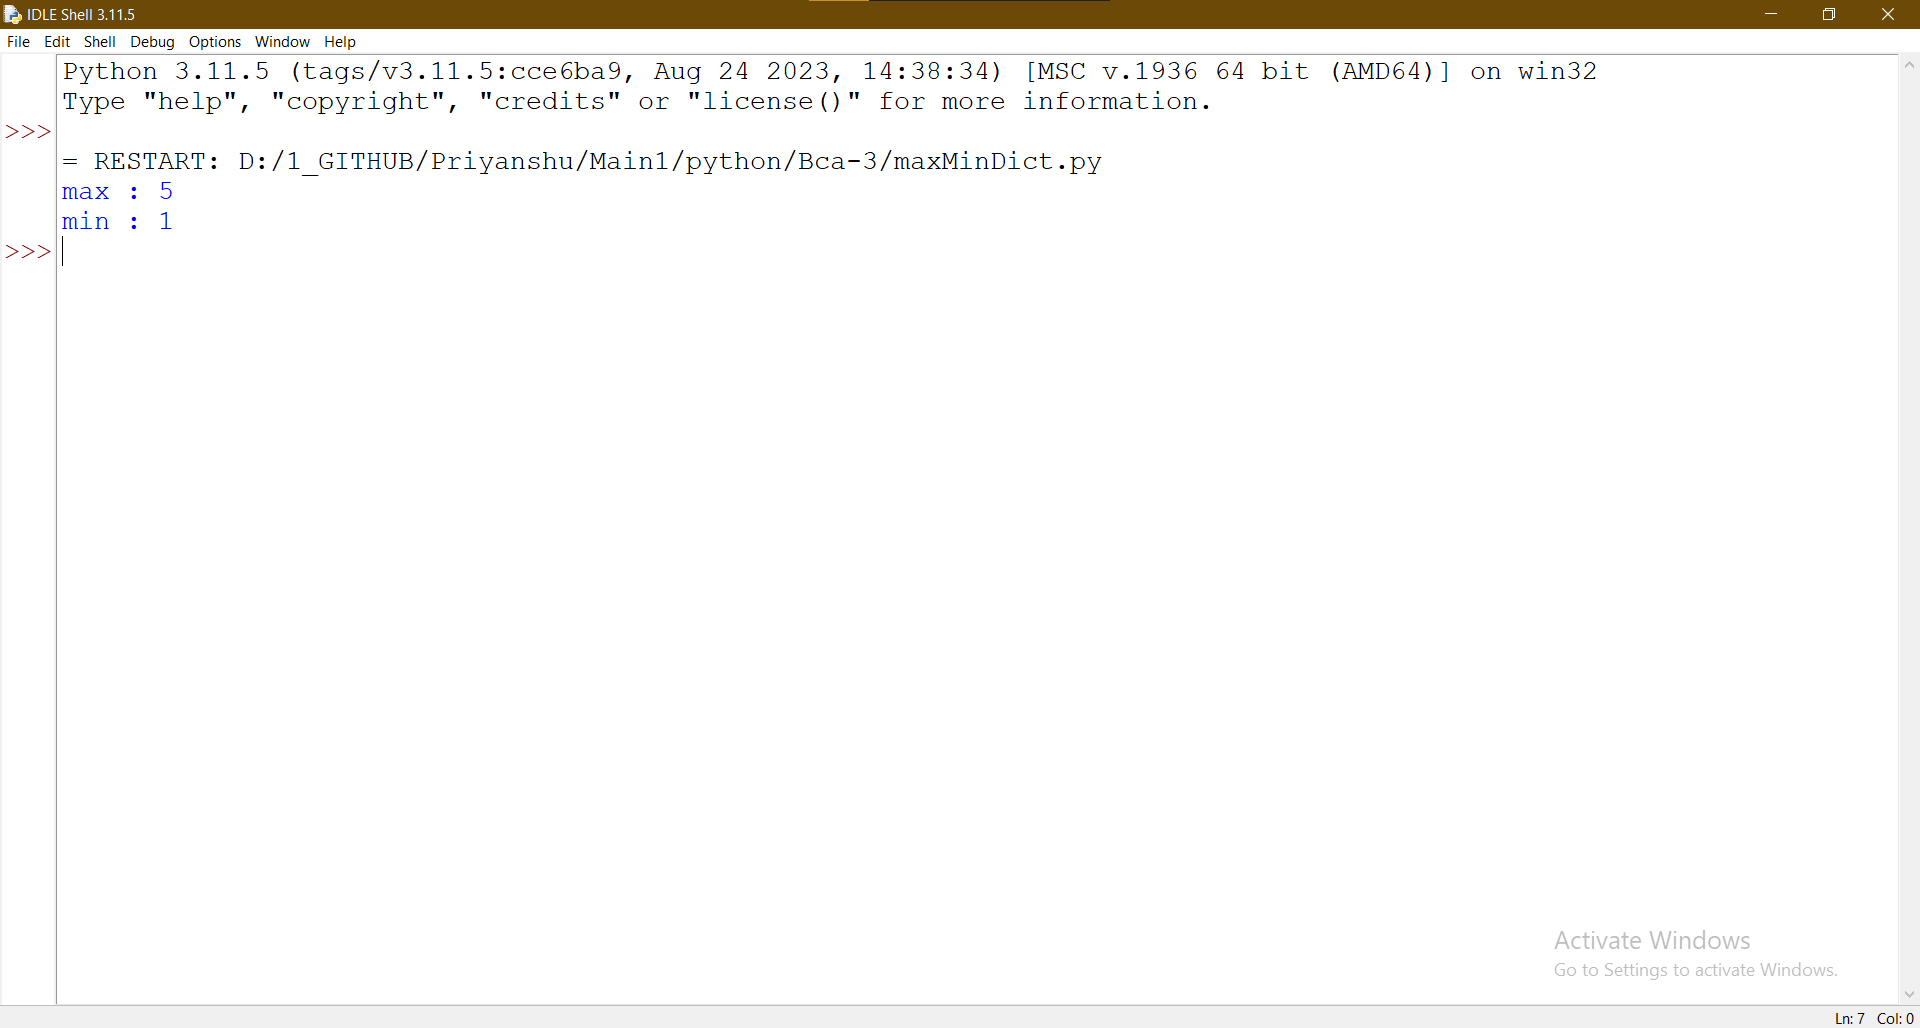 IDLE Shell 3.11.5
File Edit Shell Debug Options Window Help
Python 3.11.5 (tags/v3.11.5:cce6ba9, Aug 24 2023, 14:38:34) [MSC v.1936 64 bit (AMD64)] on win32
Type "help", "copyright", "credits" or "license()" for more information.
>>>
= RESTART: D:/1_GITHUB/Priyanshu/Main1/python/Bca-3/maxMinDict.py
max : 5
min : 1
>>>
Activate Windows
Go to Settings to activate Windows.
Ln: 7 Col: 0